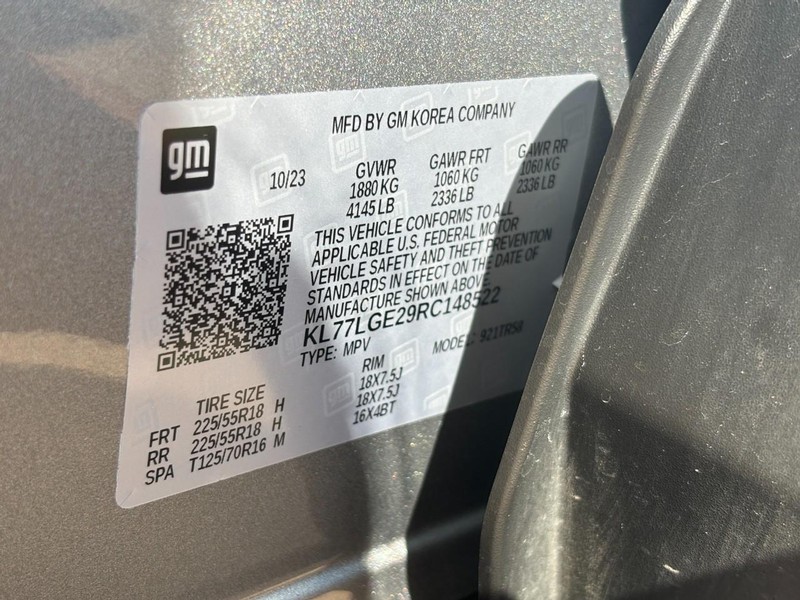 gm
MFD BY GM KOREA COMPANY
10/23
GVWR GAWR FRT GAWR RR
1880 KG 1060 KG 1060 KG
4145 LB 2336 LB 2336 LB
THIS VEHICLE CONFORMS TO ALL
APPLICABLE U.S. FEDERAL MOTOR
VEHICLE SAFETY AND THEFT PREVENTION
STANDARDS IN EFFECT ON THE DATE OF
MANUFACTURE SHOWN ABOVE.
KL77LGE29RC148522
TYPE: MPV MODEL: 921TR58
TIRE SIZE RIM
FRT 225/55R18 H 18X7.5J
RR 225/55R18 H 18X7.5J
SPA T125/70R16 M 16X4BT